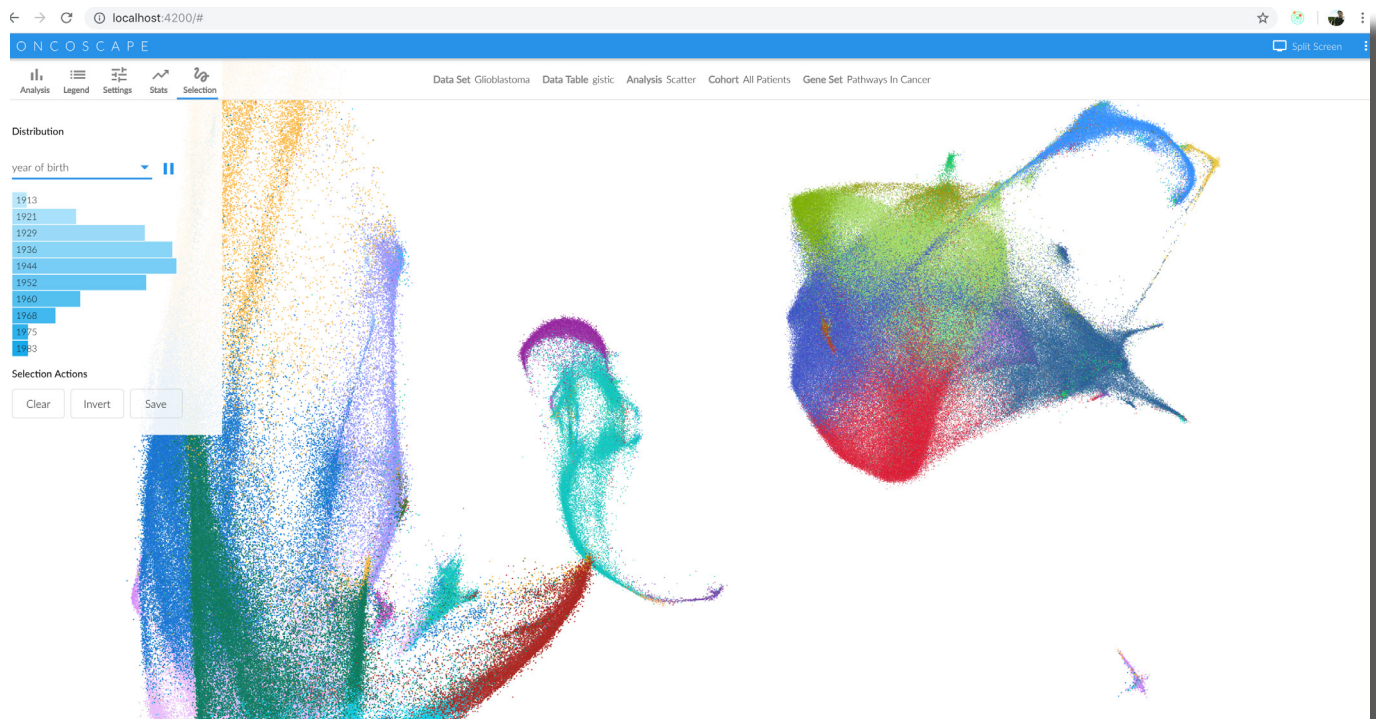 localhost:4200/#
ONCOSCAPE
Split Screen
Analysis Legend Settings Stats Selection
Data Set Glioblastoma Data Table gistic Analysis Scatter Cohort All Patients Gene Set Pathways In Cancer
Distribution
year of birth
1913
1921
1929
1936
1944
1952
1960
1968
1975
1983
Selection Actions
Clear Invert Save